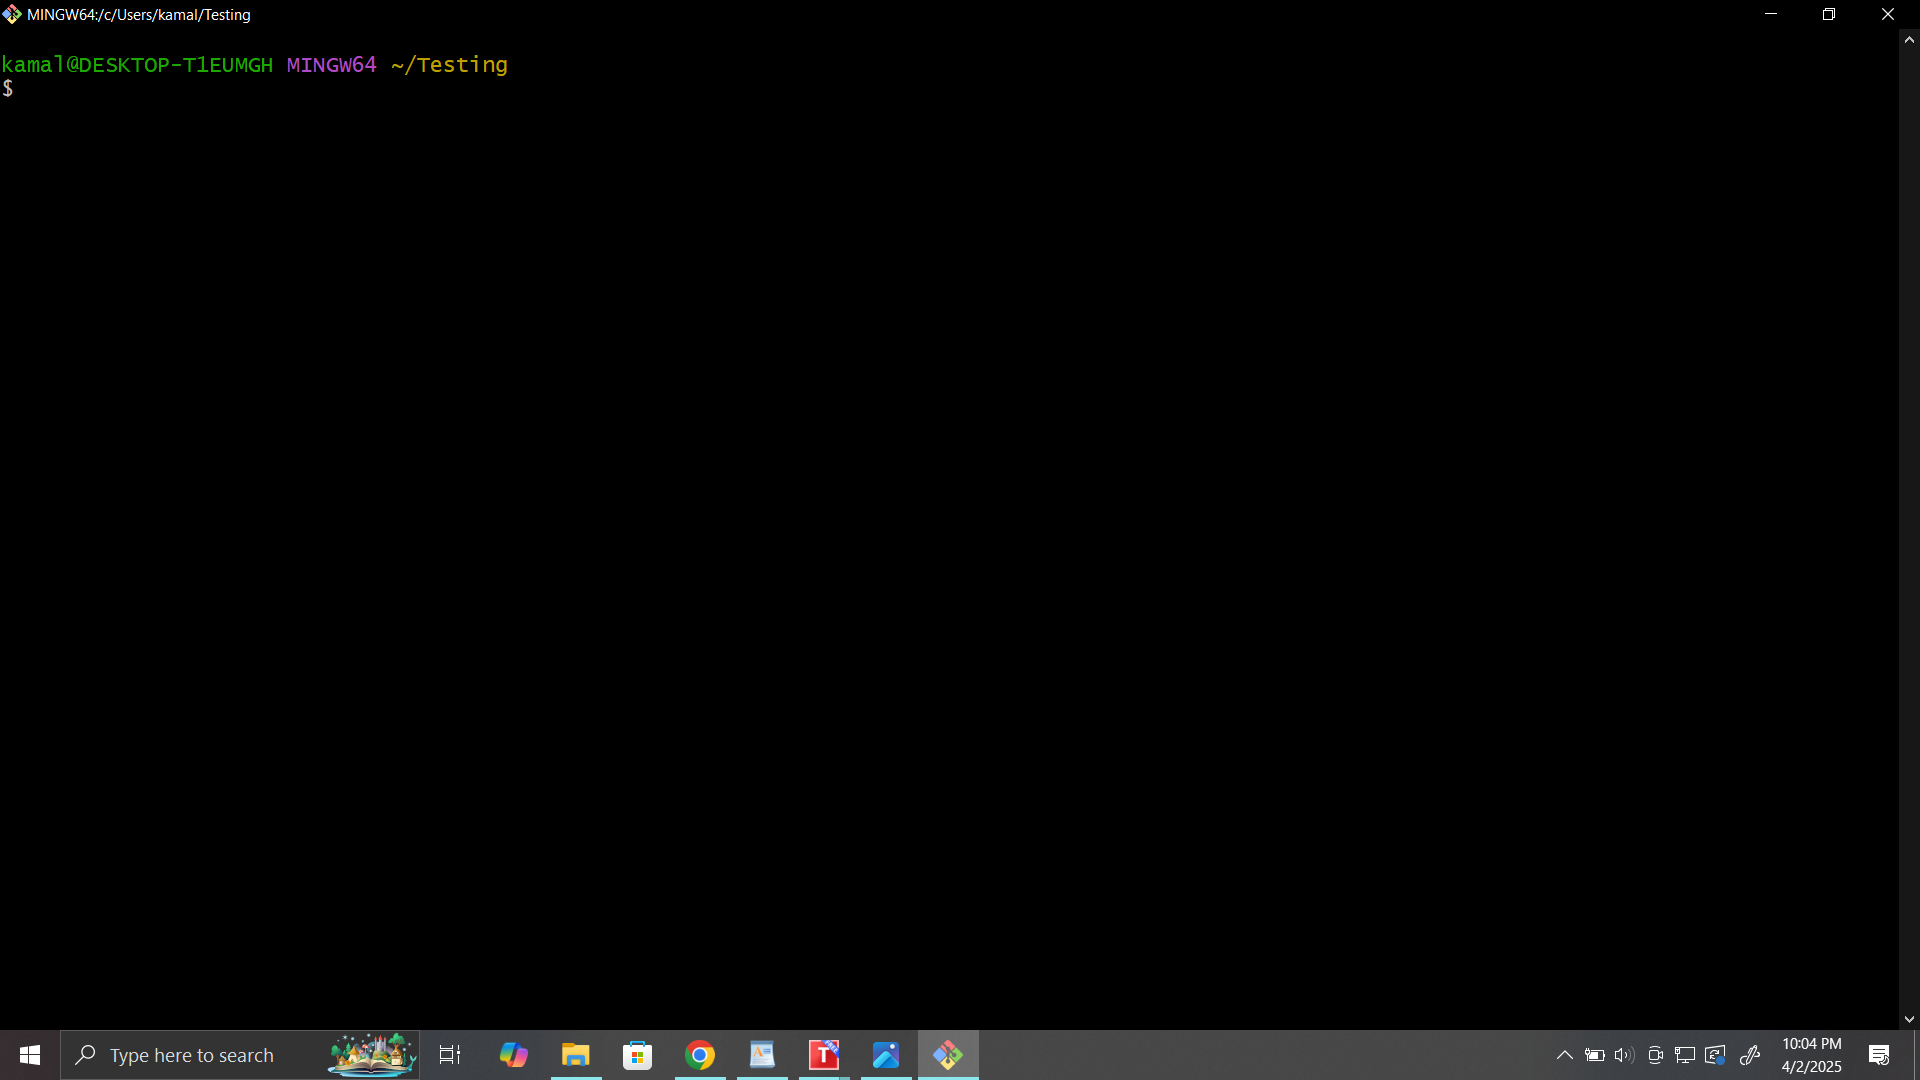 MINGW64:/c/Users/kamal/Testing
kamal@DESKTOP-T1EUMGH MINGW64 ~/Testing
$
Type here to search
10:04 PM
4/2/2025